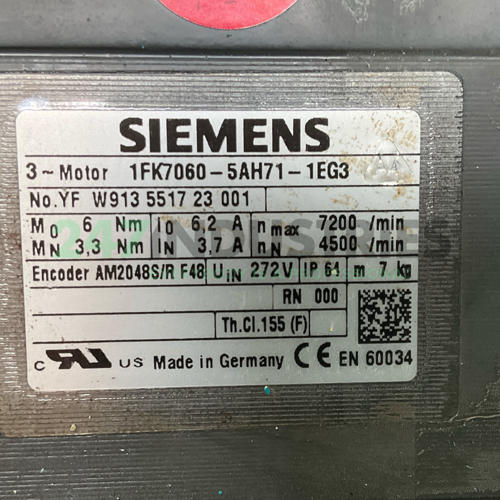 SIEMENS
3~Motor 1FK7060-5AH71-1EG3
No.YF W913 5517 23 001
M0 6 Nm I0 6,2 A nmax 7200 /min
MN 3,3 Nm IN 3,7 A nN 4500 /min
Encoder AM2048S/R F48 UIN 272V IP 64 m 7 kg
RN 000
Th.Cl.155 (F)
c RU US Made in Germany CE EN 60034
247INDUSTRIES